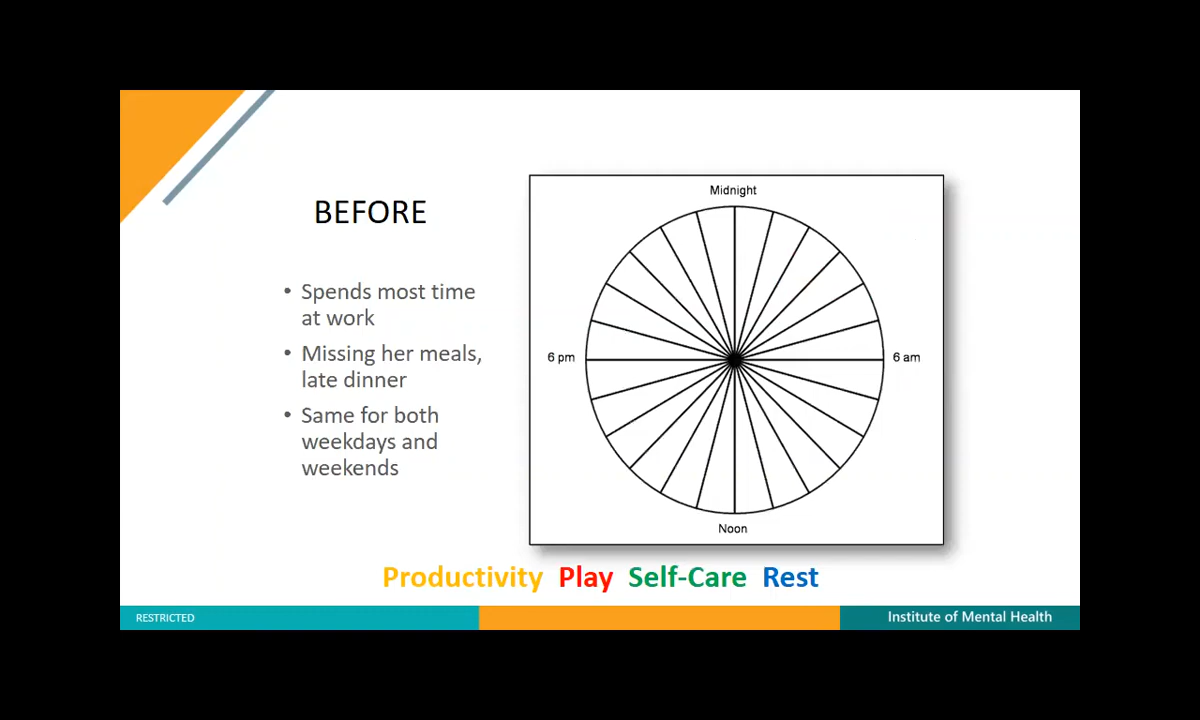 BEFORE
• Spends most time
at work
• Missing her meals,
late dinner
• Same for both
weekdays and
weekends
Midnight
6 pm
6 am
Noon
Productivity Play Self-Care Rest
RESTRICTED
Institute of Mental Health